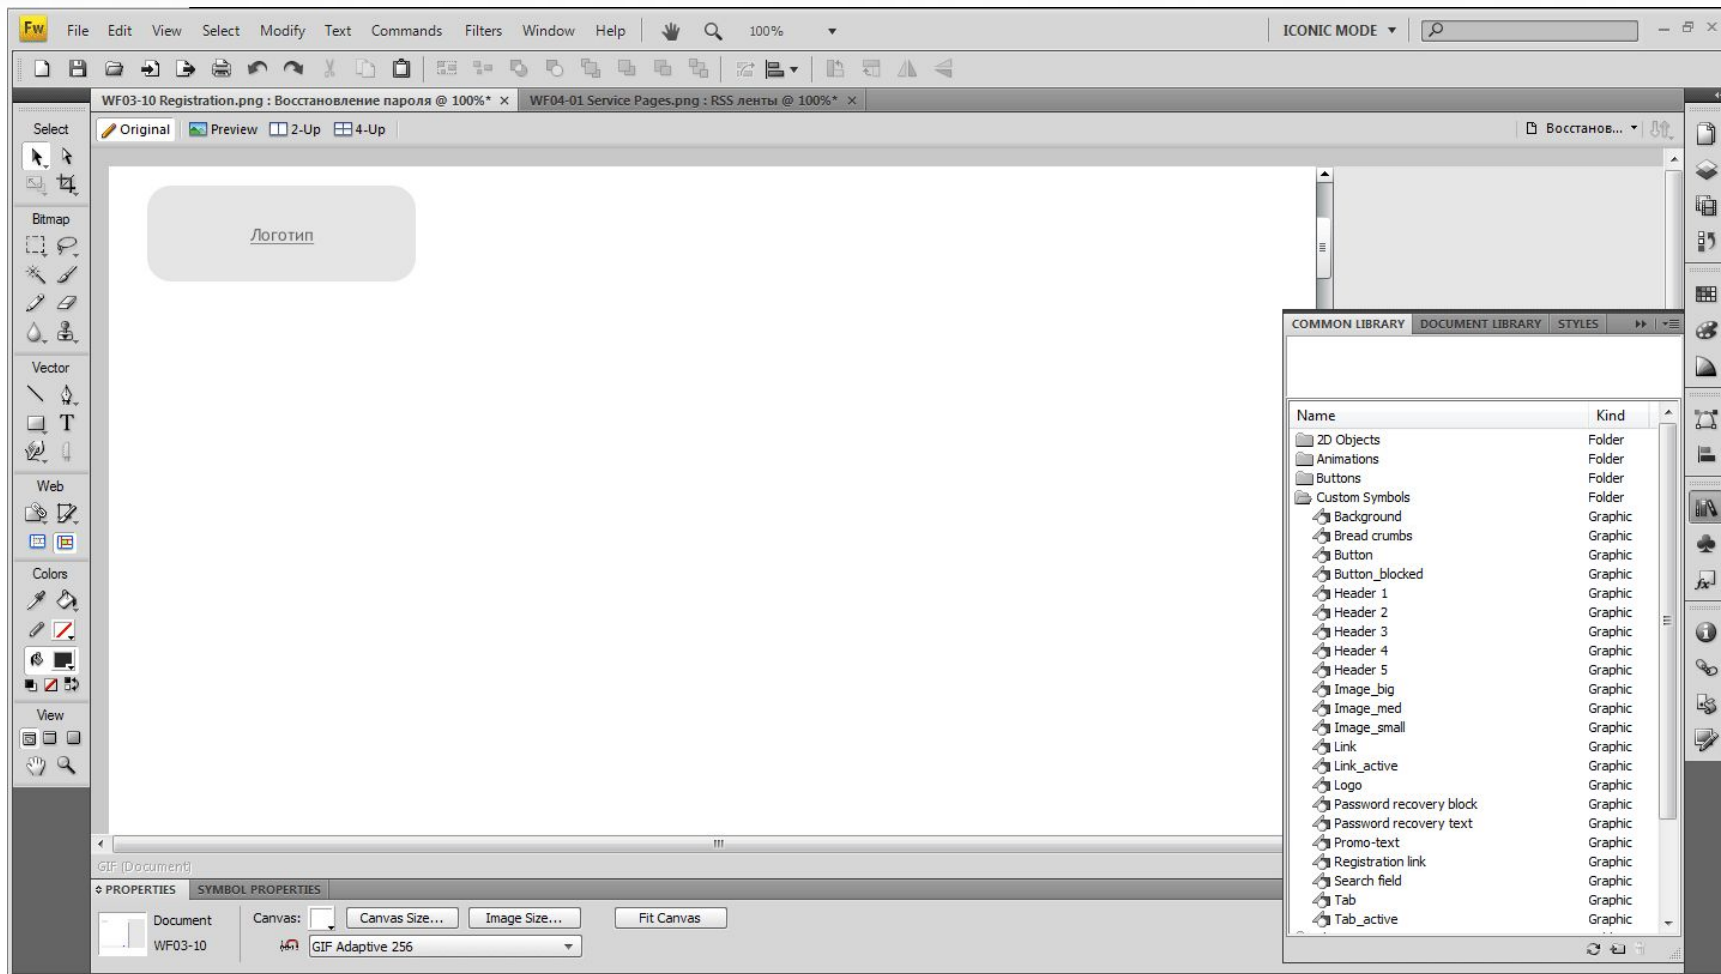 Fw File Edit View Select Modify Text Commands Filters Window Help 100% ICONIC MODE
WF03-10 Registration.png : Восстановление пароля @ 100%* × WF04-01 Service Pages.png : RSS ленты @ 100%* ×
Select
Original Preview 2-Up 4-Up Восстанов...
Bitmap
Логотип
Vector
Web
Colors
View
COMMON LIBRARY DOCUMENT LIBRARY STYLES
Name Kind
2D Objects Folder
Animations Folder
Buttons Folder
Custom Symbols Folder
Background Graphic
Bread crumbs Graphic
Button Graphic
Button_blocked Graphic
Header 1 Graphic
Header 2 Graphic
Header 3 Graphic
Header 4 Graphic
Header 5 Graphic
Image_big Graphic
Image_med Graphic
Image_small Graphic
Link Graphic
Link_active Graphic
Logo Graphic
Password recovery block Graphic
Password recovery text Graphic
Promo-text Graphic
Registration link Graphic
Search field Graphic
Tab Graphic
Tab_active Graphic
GIF (Document)
PROPERTIES SYMBOL PROPERTIES
Document Canvas: Canvas Size... Image Size... Fit Canvas
WF03-10 GIF Adaptive 256